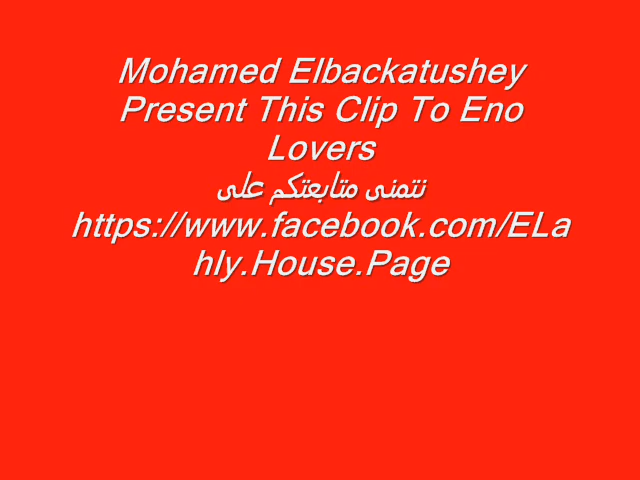 Mohamed Elbackatushey
Present This Clip To Eno
Lovers
نتمنى متابعتكم على
https://www.facebook.com/ELa
hly.House.Page